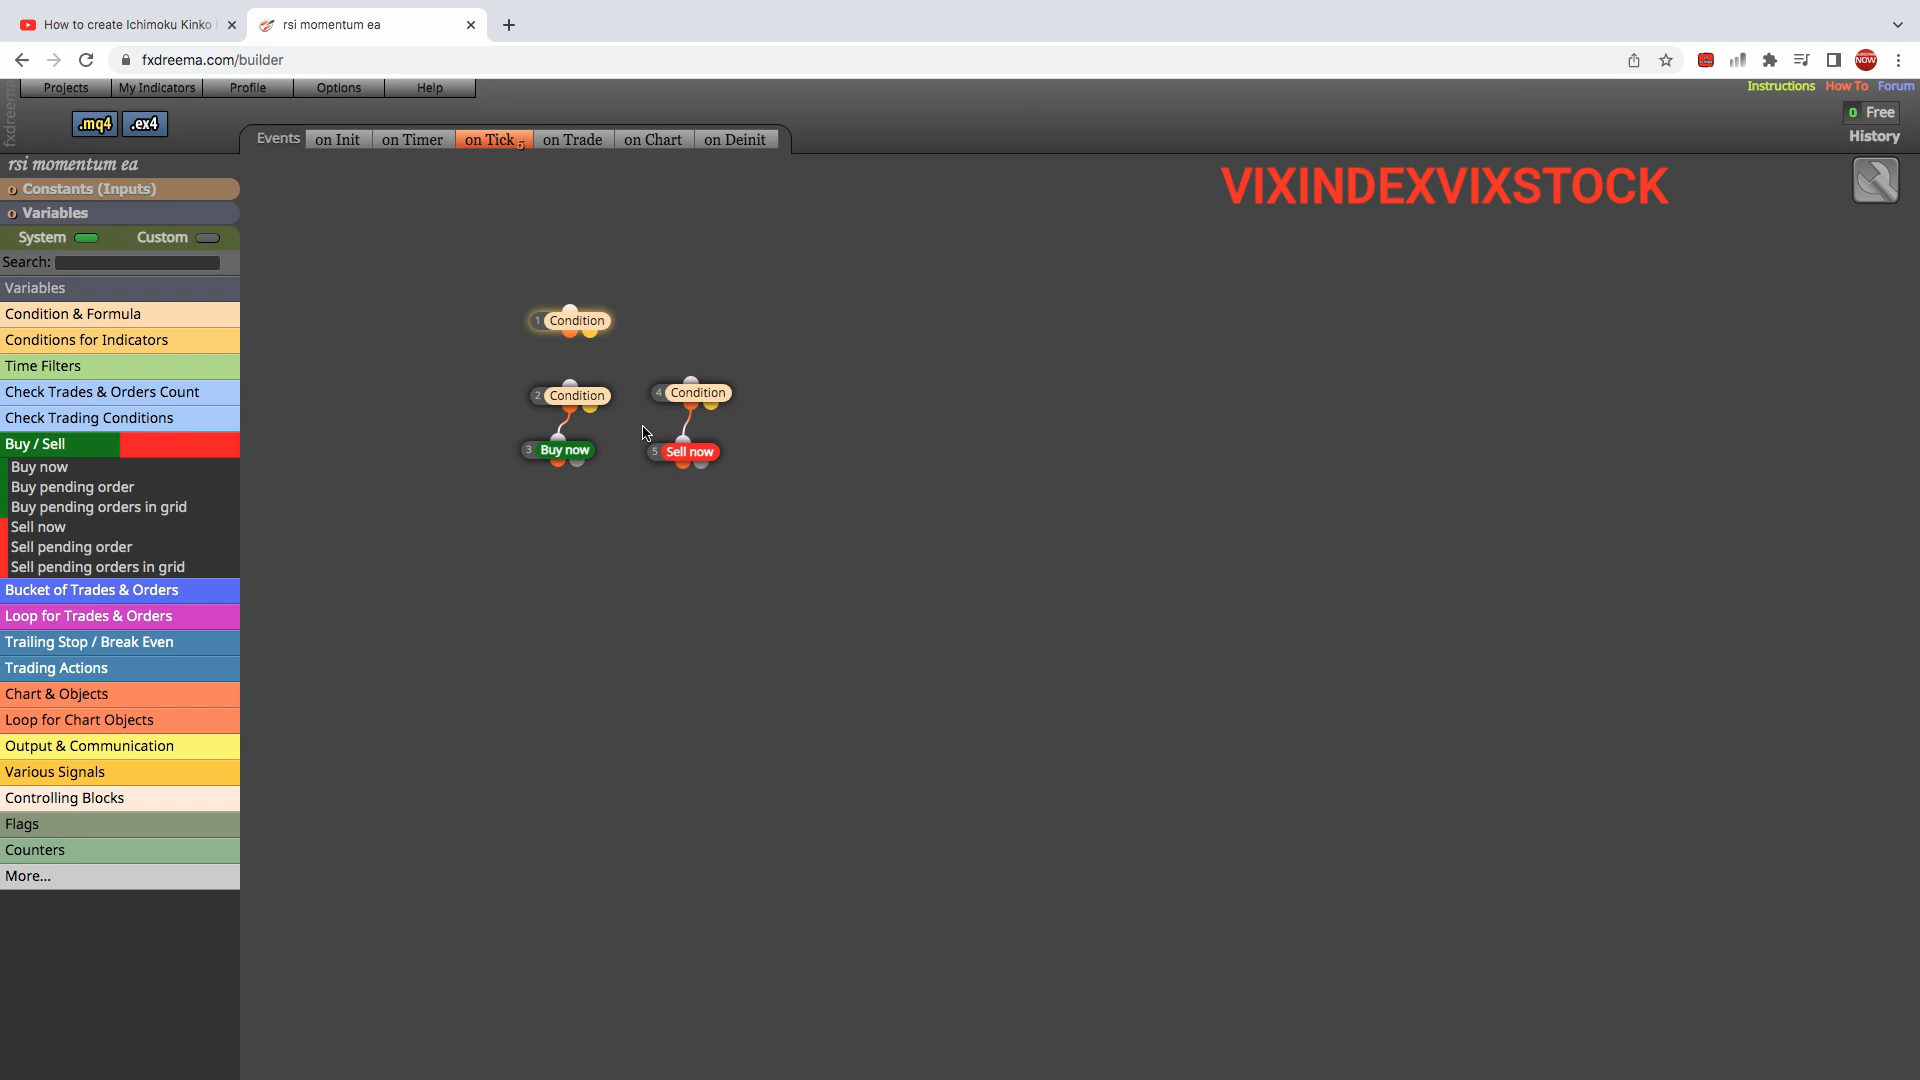 How to create Ichimoku Kinko
rsi momentum ea
fxdreema.com/builder
NOW
Projects
My Indicators
Profile
Options
Help
Instructions
How To
Forum
fxdreema
.mq4
.ex4
0 Free
History
Events
on Init
on Timer
on Tick 5
on Trade
on Chart
on Deinit
rsi momentum ea
0 Constants (Inputs)
0 Variables
System
Custom
Search:
Variables
Condition & Formula
Conditions for Indicators
Time Filters
Check Trades & Orders Count
Check Trading Conditions
Buy / Sell
Buy now
Buy pending order
Buy pending orders in grid
Sell now
Sell pending order
Sell pending orders in grid
Bucket of Trades & Orders
Loop for Trades & Orders
Trailing Stop / Break Even
Trading Actions
Chart & Objects
Loop for Chart Objects
Output & Communication
Various Signals
Controlling Blocks
Flags
Counters
More...
VIXINDEXVIXSTOCK
1 Condition
2 Condition
4 Condition
3 Buy now
5 Sell now